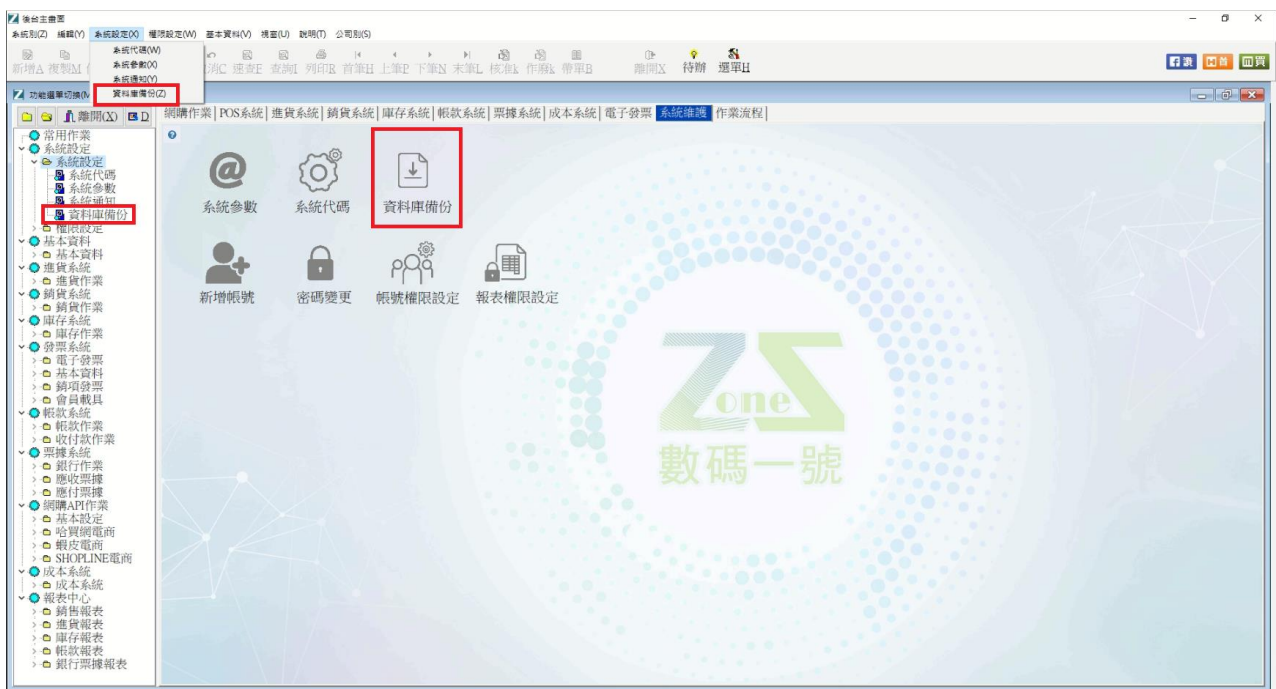 後台主畫面
系統別(Z) 編輯(Y) 系統設定(X) 權限設定(W) 基本資料(V) 視窗(U) 說明(T) 公司別(S)
系統代碼(W)
系統參數(X)
系統通知(Y)
資料庫備份(Z)
新增A 複製M 消C 速查F 查詢I 列印R 首筆H 上筆P 下筆N 末筆L 核准k 作廢k 帶單B 離開X 待辦 選單H
功能選單切換(M
離開(X) D
網購作業 POS系統 進貨系統 銷貨系統 庫存系統 帳款系統 票據系統 成本系統 電子發票 系統維護 作業流程
常用作業
系統設定
系統設定
系統代碼
系統參數
系統通知
資料庫備份
權限設定
基本資料
基本資料
進貨系統
進貨作業
銷貨系統
銷貨作業
庫存系統
庫存作業
發票系統
電子發票
基本資料
銷項發票
會員載具
帳款系統
帳款作業
收付款作業
票據系統
銀行作業
應收票據
應付票據
網購API作業
基本設定
哈買網電商
蝦皮電商
SHOPLINE電商
成本系統
成本系統
報表中心
銷售報表
進貨報表
庫存報表
帳款報表
銀行票據報表
系統參數 系統代碼 資料庫備份
新增帳號 密碼變更 帳號權限設定 報表權限設定
Zone
數碼一號